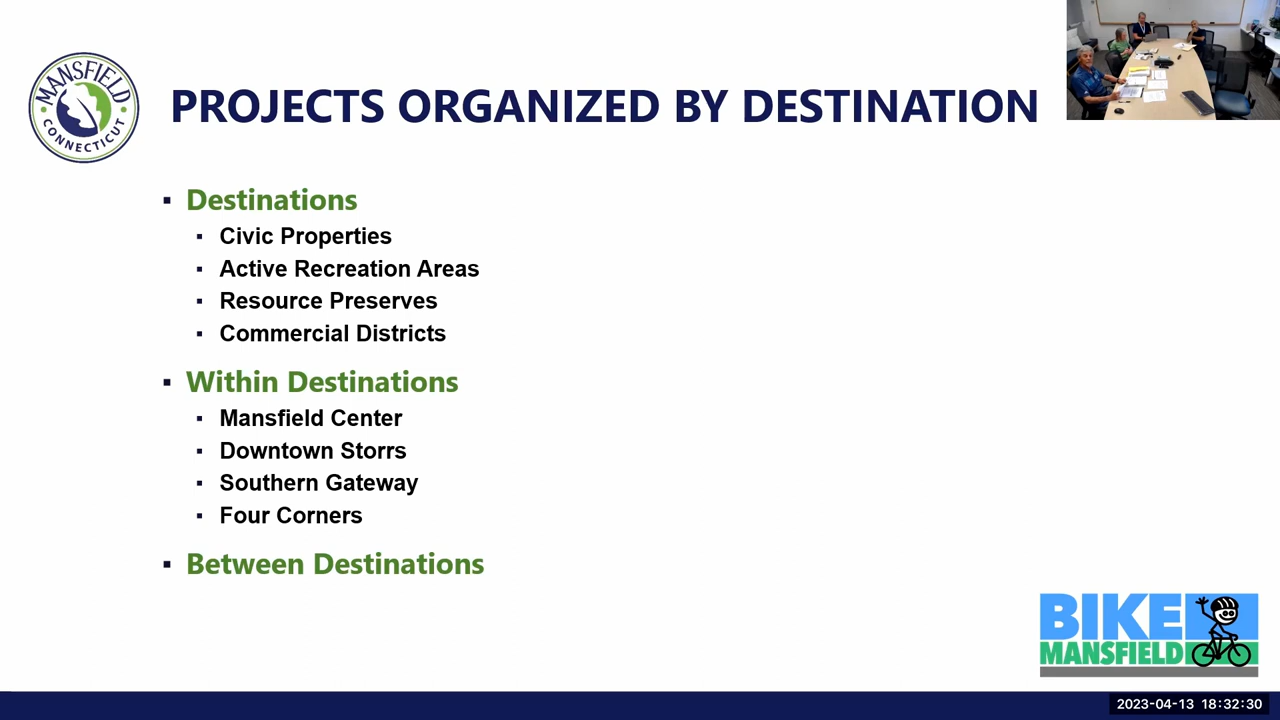 MANSFIELD
CONNECTICUT
PROJECTS ORGANIZED BY DESTINATION
▪ Destinations
▪ Civic Properties
▪ Active Recreation Areas
▪ Resource Preserves
▪ Commercial Districts
▪ Within Destinations
▪ Mansfield Center
▪ Downtown Storrs
▪ Southern Gateway
▪ Four Corners
▪ Between Destinations
BIKE
MANSFIELD
2023-04-13 18:32:30